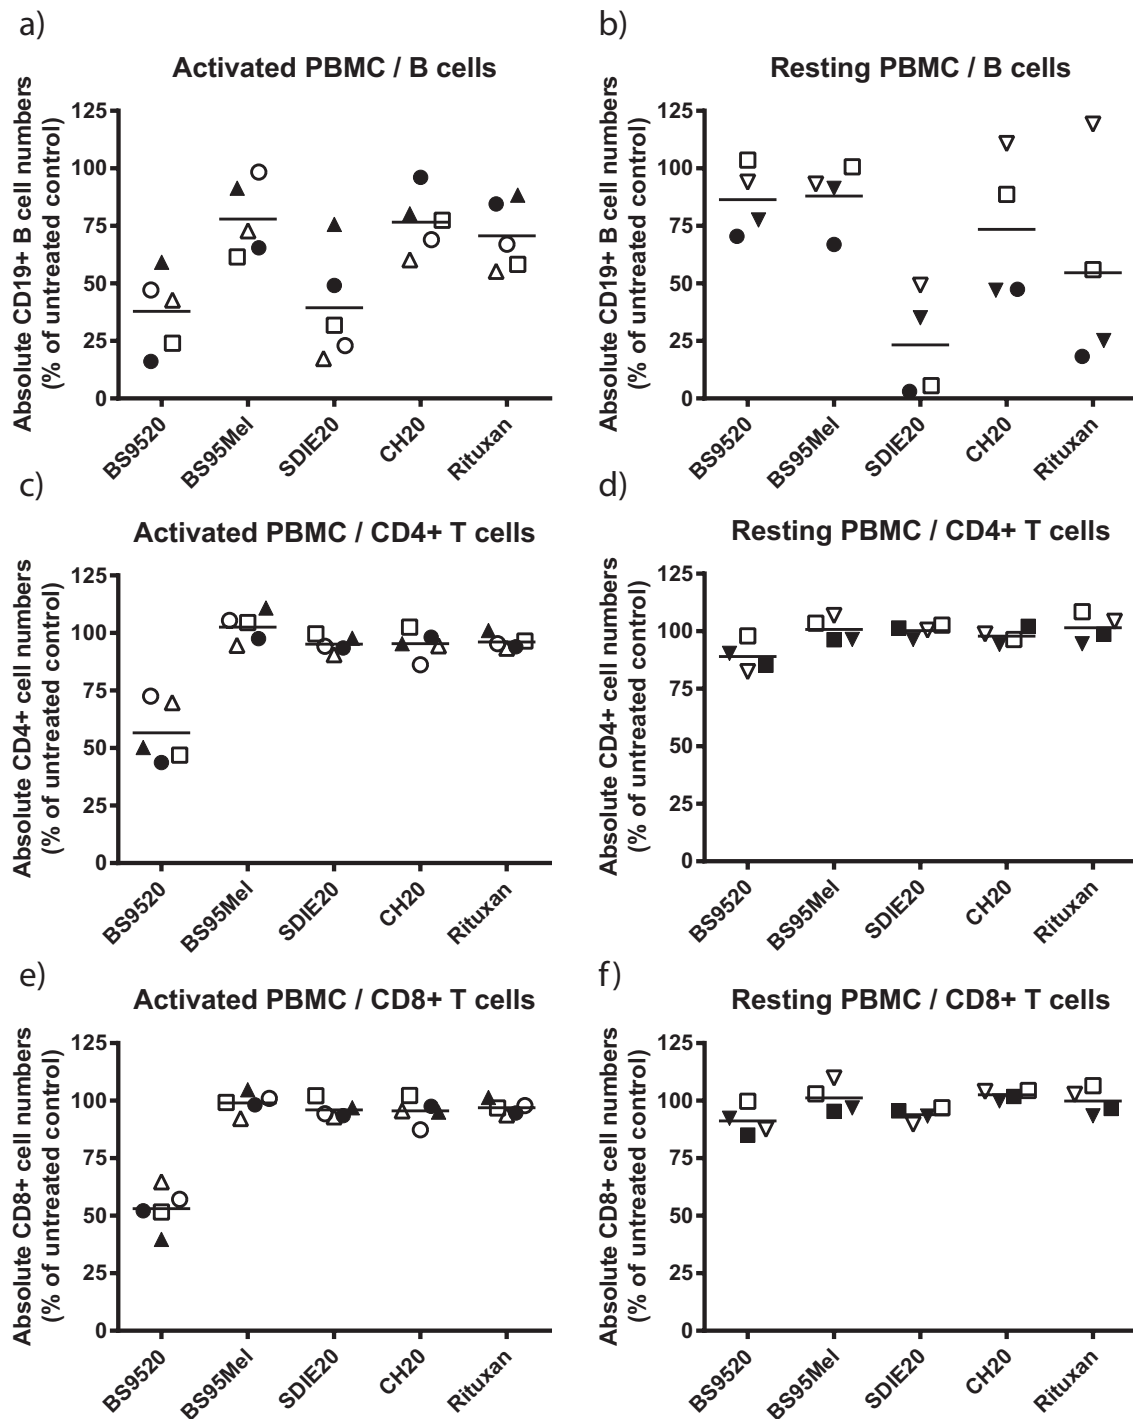 a)
Activated PBMC / B cells
Absolute CD19+ B cell numbers
(% of untreated control)
125
100
75
50
25
0
BS9520
BS95Mel
SDIE20
CH20
Rituxan
b)
Resting PBMC / B cells
Absolute CD19+ B cell numbers
(% of untreated control)
125
100
75
50
25
0
BS9520
BS95Mel
SDIE20
CH20
Rituxan
c)
Activated PBMC / CD4+ T cells
Absolute CD4+ cell numbers
(% of untreated control)
125
100
75
50
25
0
BS9520
BS95Mel
SDIE20
CH20
Rituxan
d)
Resting PBMC / CD4+ T cells
Absolute CD4+ cell numbers
(% of untreated control)
125
100
75
50
25
0
BS9520
BS95Mel
SDIE20
CH20
Rituxan
e)
Activated PBMC / CD8+ T cells
Absolute CD8+ cell numbers
(% of untreated control)
125
100
75
50
25
0
BS9520
BS95Mel
SDIE20
CH20
Rituxan
f)
Resting PBMC / CD8+ T cells
Absolute CD8+ cell numbers
(% of untreated control)
125
100
75
50
25
0
BS9520
BS95Mel
SDIE20
CH20
Rituxan